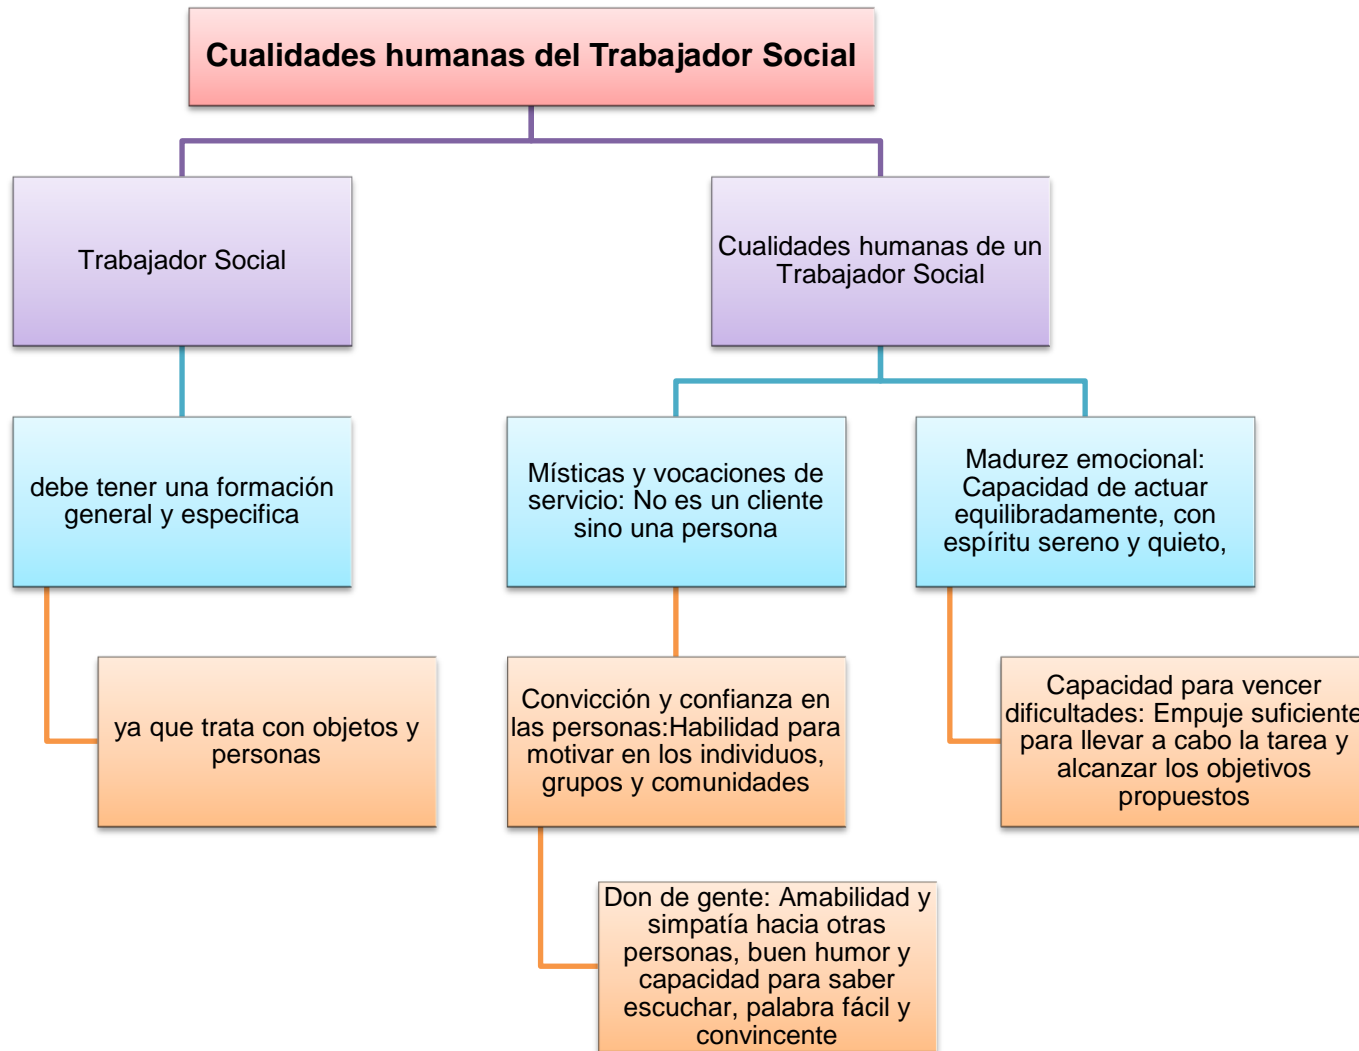 Cualidades humanas del Trabajador Social
Trabajador Social
Cualidades humanas de un
Trabajador Social
debe tener una formación
general y especifica
Místicas y vocaciones de
servicio: No es un cliente
sino una persona
Madurez emocional:
Capacidad de actuar
equilibradamente, con
espíritu sereno y quieto,
ya que trata con objetos y
personas
Convicción y confianza en
las personas:Habilidad para
motivar en los individuos,
grupos y comunidades
Capacidad para vencer
dificultades: Empuje suficiente
para llevar a cabo la tarea y
alcanzar los objetivos
propuestos
Don de gente: Amabilidad y
simpatía hacia otras
personas, buen humor y
capacidad para saber
escuchar, palabra fácil y
convincente